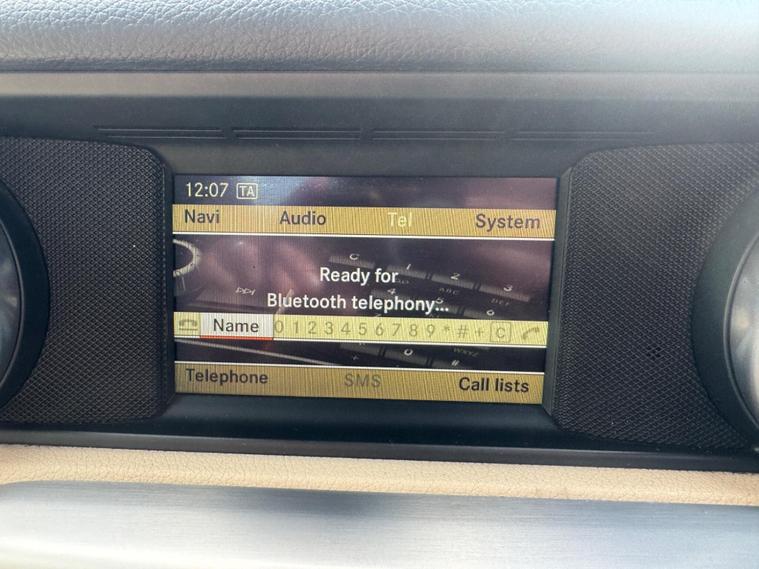 12:07 TA
Navi Audio Tel System
Ready for
Bluetooth telephony...
Name 0 1 2 3 4 5 6 7 8 9 * # + C
Telephone SMS Call lists